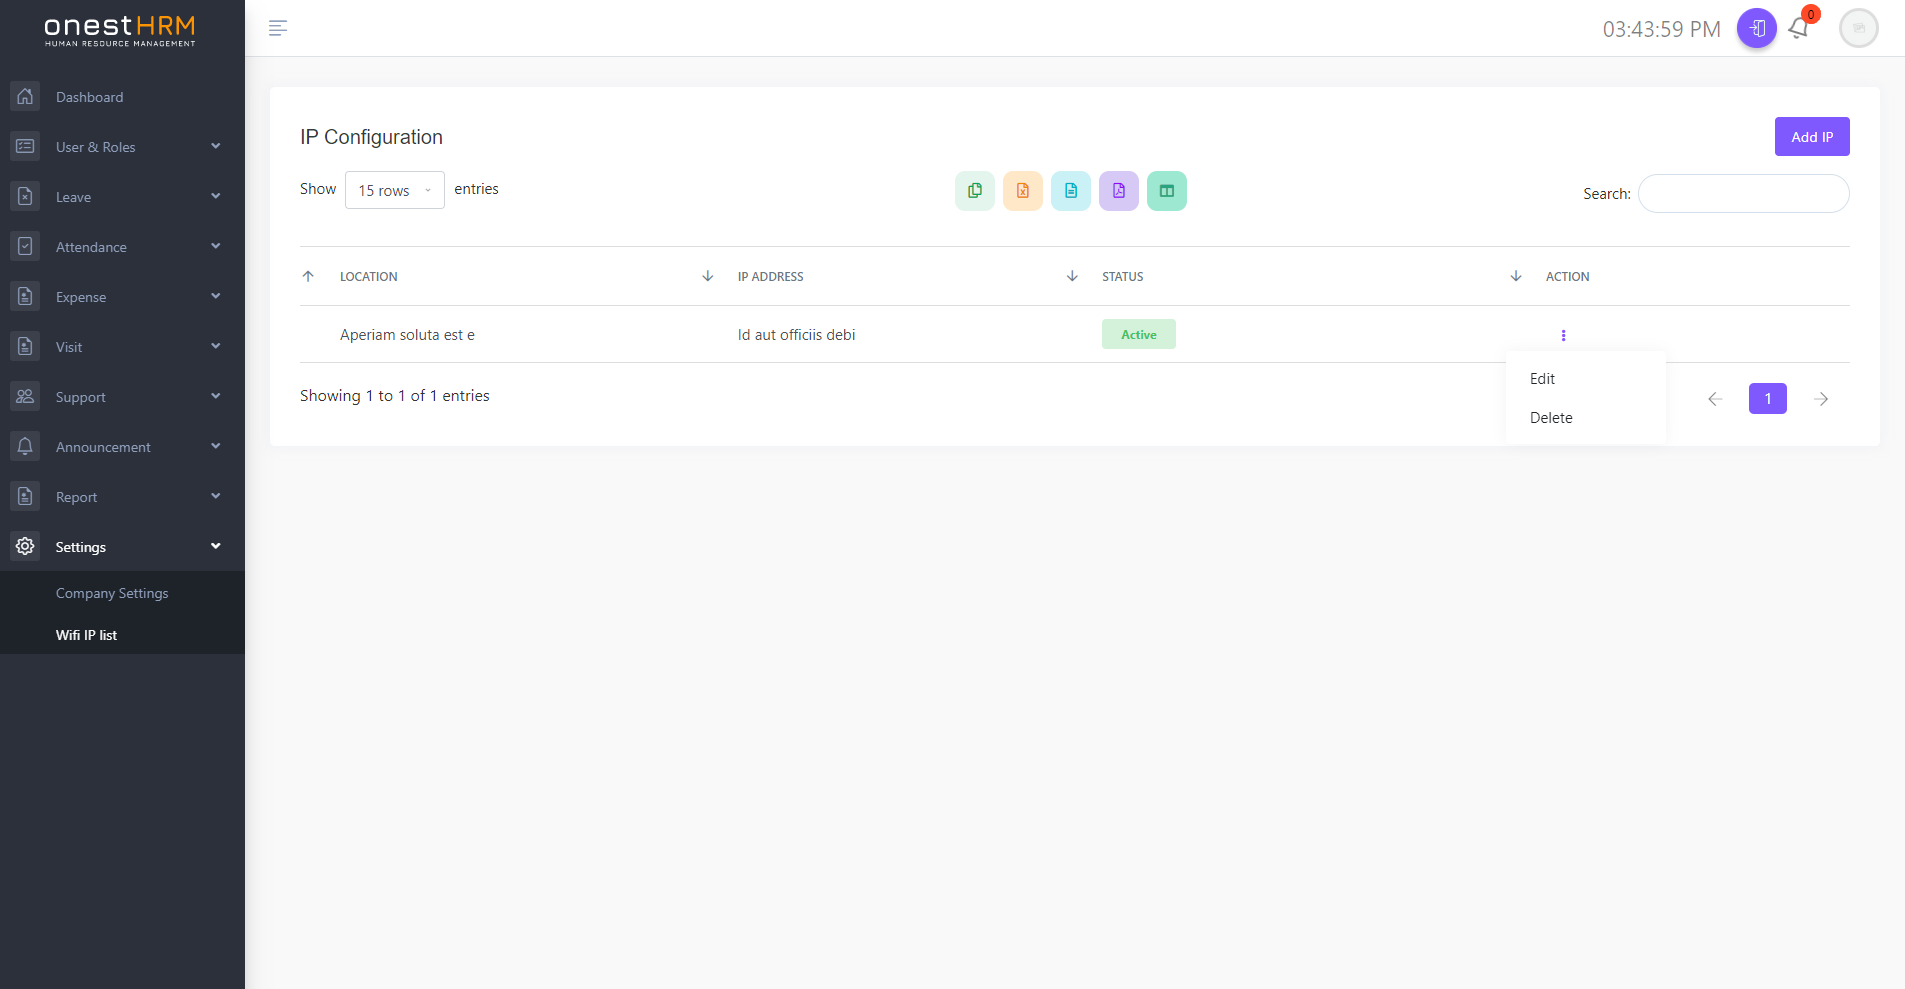 onestHRM
HUMAN RESOURCE MANAGEMENT
03:43:59 PM
0
Dashboard
User & Roles
Leave
Attendance
Expense
Visit
Support
Announcement
Report
Settings
Company Settings
Wifi IP list
IP Configuration
Add IP
Show 15 rows entries
Search:
LOCATION IP ADDRESS STATUS ACTION
Aperiam soluta est e Id aut officiis debi Active
Edit
Delete
Showing 1 to 1 of 1 entries
1